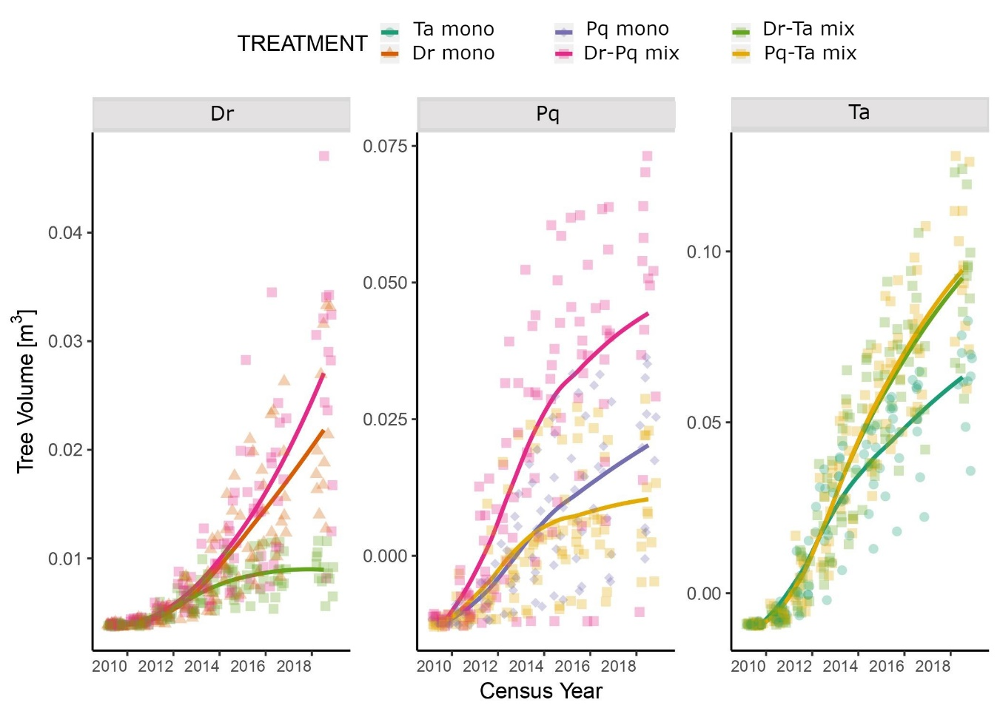 TREATMENT
Ta mono Pq mono Dr-Ta mix
Dr mono Dr-Pq mix Pq-Ta mix
Dr Pq Ta
Tree Volume [m³]
0.04
0.03
0.02
0.01
0.075
0.050
0.025
0.000
0.10
0.05
0.00
2010 2012 2014 2016 2018
2010 2012 2014 2016 2018
2010 2012 2014 2016 2018
Census Year